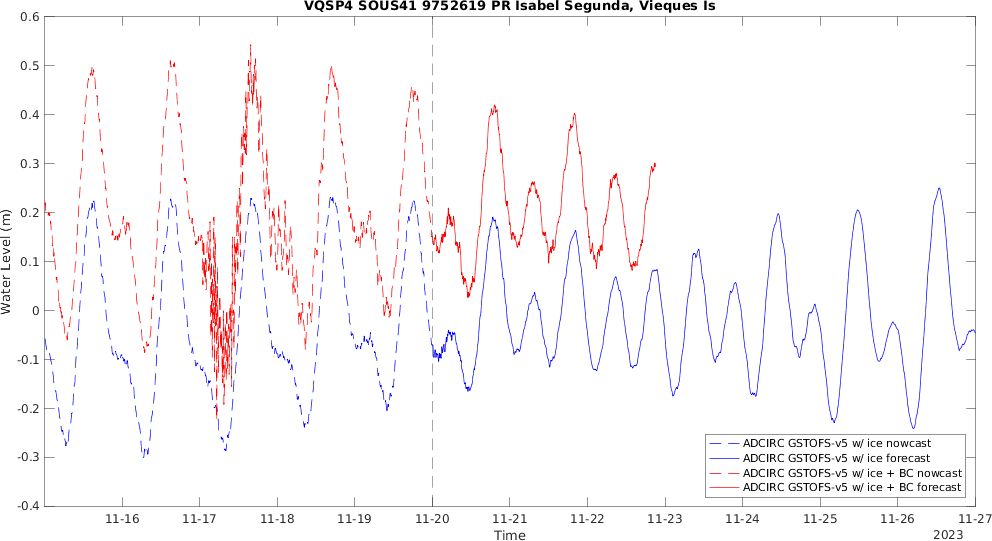 VQSP4 SOUS41 9752619 PR Isabel Segunda, Vieques Is
0.6
0.5
0.4
0.3
0.2
0.1
0
-0.1
-0.2
-0.3
-0.4
Water Level (m)
ADCIRC GSTOFS-v5 w/ ice nowcast
ADCIRC GSTOFS-v5 w/ ice forecast
ADCIRC GSTOFS-v5 w/ ice + BC nowcast
ADCIRC GSTOFS-v5 w/ ice + BC forecast
11-16 11-17 11-18 11-19 11-20 11-21 11-22 11-23 11-24 11-25 11-26 11-27
Time
2023